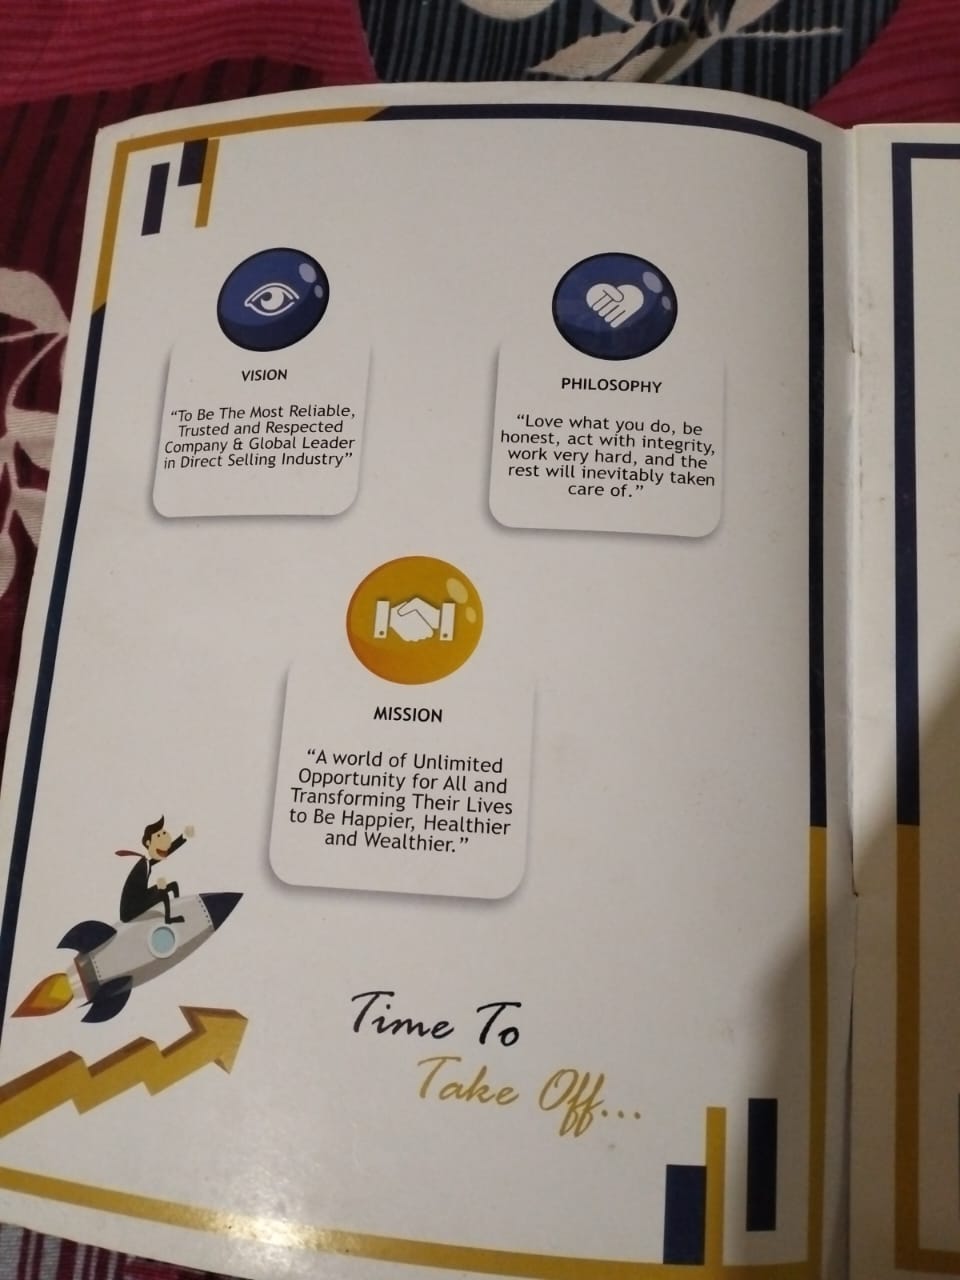 VISION
“To Be The Most Reliable,
Trusted and Respected
Company & Global Leader
in Direct Selling Industry”
PHILOSOPHY
“Love what you do, be
honest, act with integrity,
work very hard, and the
rest will inevitably taken
care of.”
MISSION
“A world of Unlimited
Opportunity for All and
Transforming Their Lives
to Be Happier, Healthier
and Wealthier.”
Time To
Take Off...